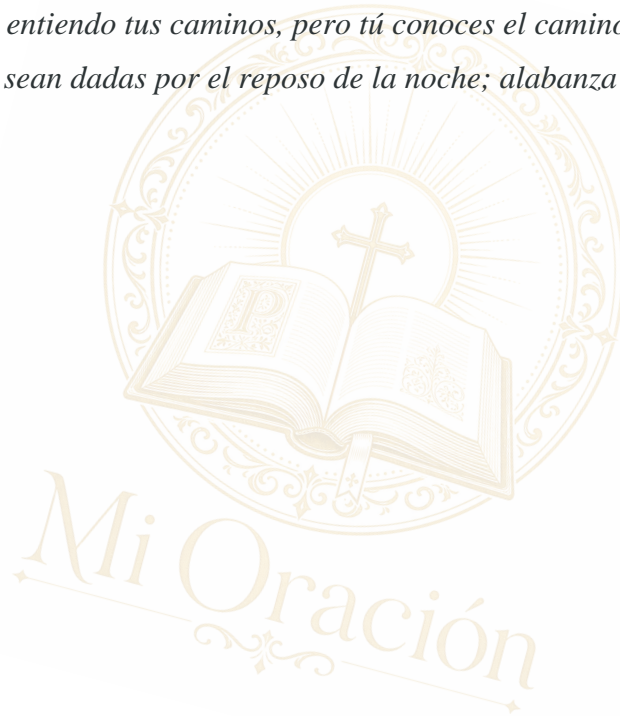 entiendo tus caminos, pero tú conoces el camino
sean dadas por el reposo de la noche; alabanza
P
Mi Oración